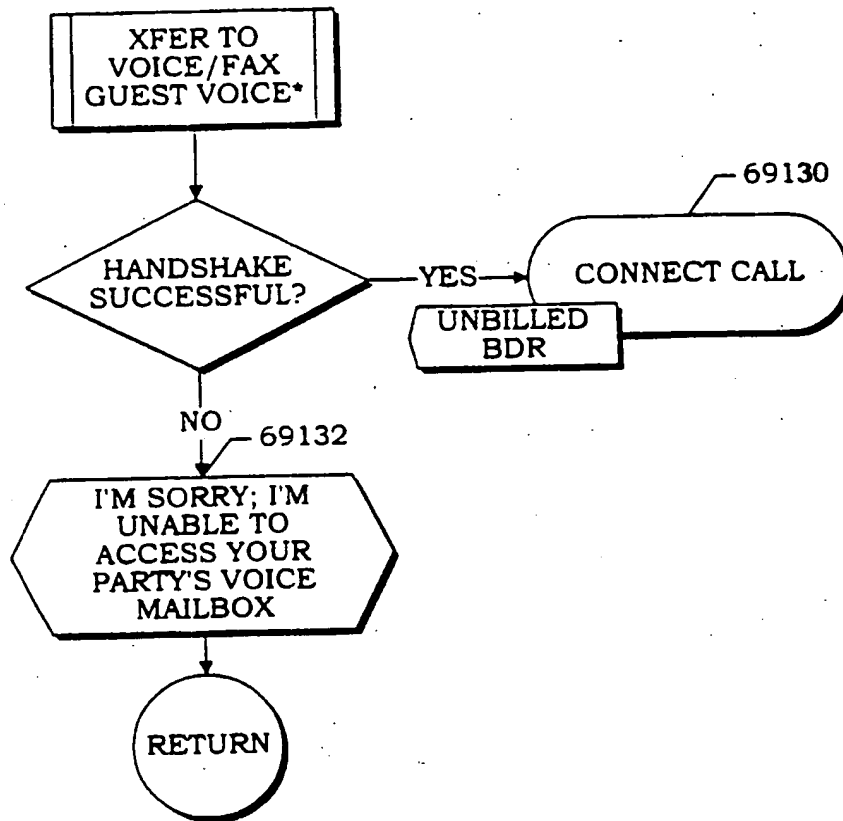 XFER TO
VOICE/FAX
GUEST VOICE*
69130
HANDSHAKE
SUCCESSFUL?
YES
CONNECT CALL
UNBILLED
BDR
NO
69132
I'M SORRY; I'M
UNABLE TO
ACCESS YOUR
PARTY'S VOICE
MAILBOX
RETURN